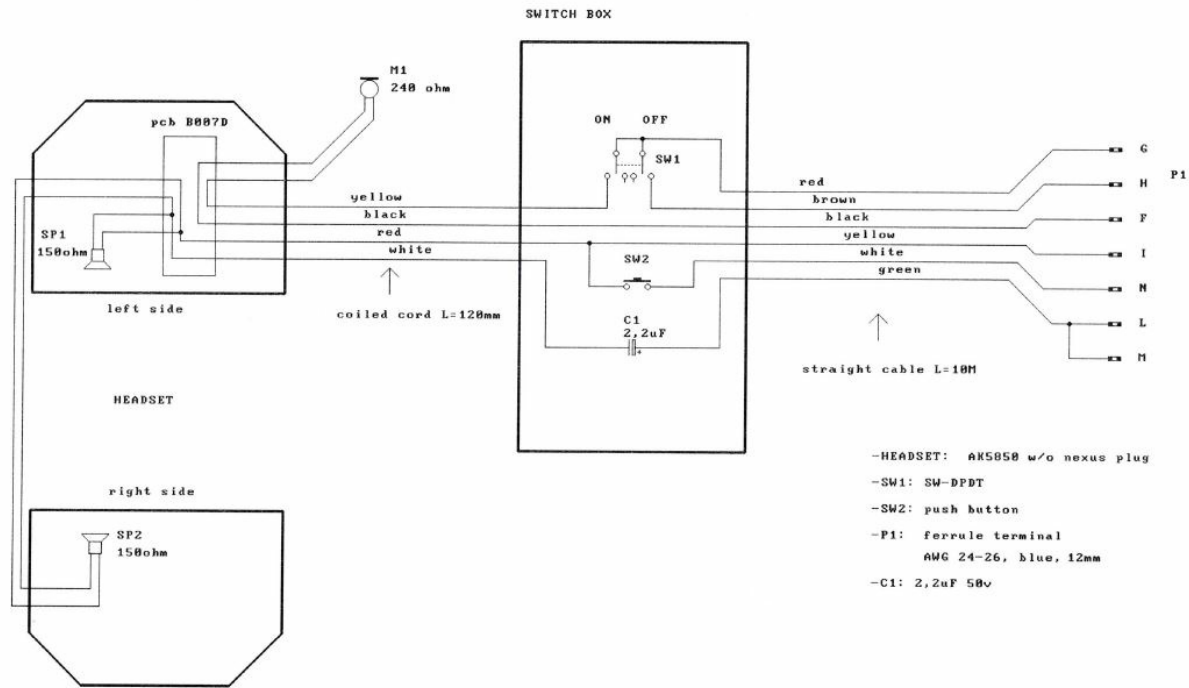 SWITCH BOX
M1
240 ohm
pcb B007D
ON OFF
SW1
G
P1
red
H
brown
yellow
black
black
F
SP1
150ohm
red
yellow
I
white
SW2
white
green
N
left side
coiled cord L=120mm
C1
2,2uF
+
L
M
straight cable L=10M
HEADSET
right side
SP2
150ohm
-HEADSET: AK5850 w/o nexus plug
-SW1: SW-DPDT
-SW2: push button
-P1: ferrule terminal
AWG 24-26, blue, 12mm
-C1: 2,2uF 50v